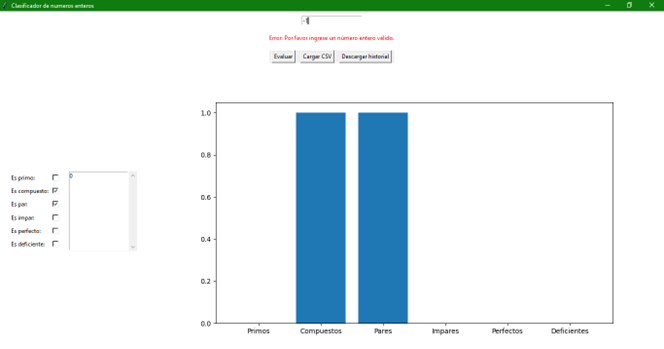 Clasificador de numeros enteros
Error: Por favor ingrese un número entero válido.
Evaluar Cargar CSV Descargar historial
Es primo:
Es compuesto:
Es par:
Es impar:
Es perfecto:
Es deficiente:
0
1.0
0.8
0.6
0.4
0.2
0.0
Primos Compuestos Pares Impares Perfectos Deficientes